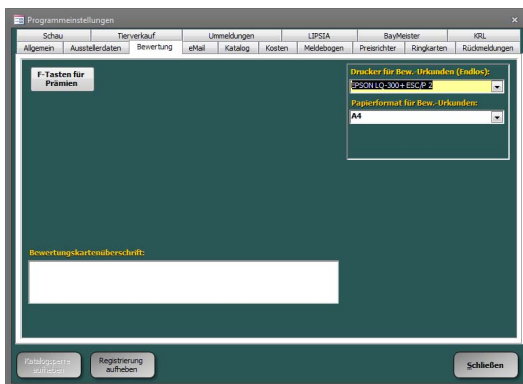 Programmeinstellungen
Schau Tierverkauf Ummeldungen LIPSIA BayMeister KRL
Allgemein Ausstellerdaten Bewertung eMail Katalog Kosten Meldebogen Preisrichter Ringkarten Rückmeldungen
F-Tasten für
Prämien
Drucker für Bew.-Urkunden (Endlos):
EPSON LQ-300+ ESC/P 2
Papierformat für Bew.-Urkunden:
A4
Bewertungskartenüberschrift:
Katalogsperre
aufheben
Registrierung
aufheben
Schließen